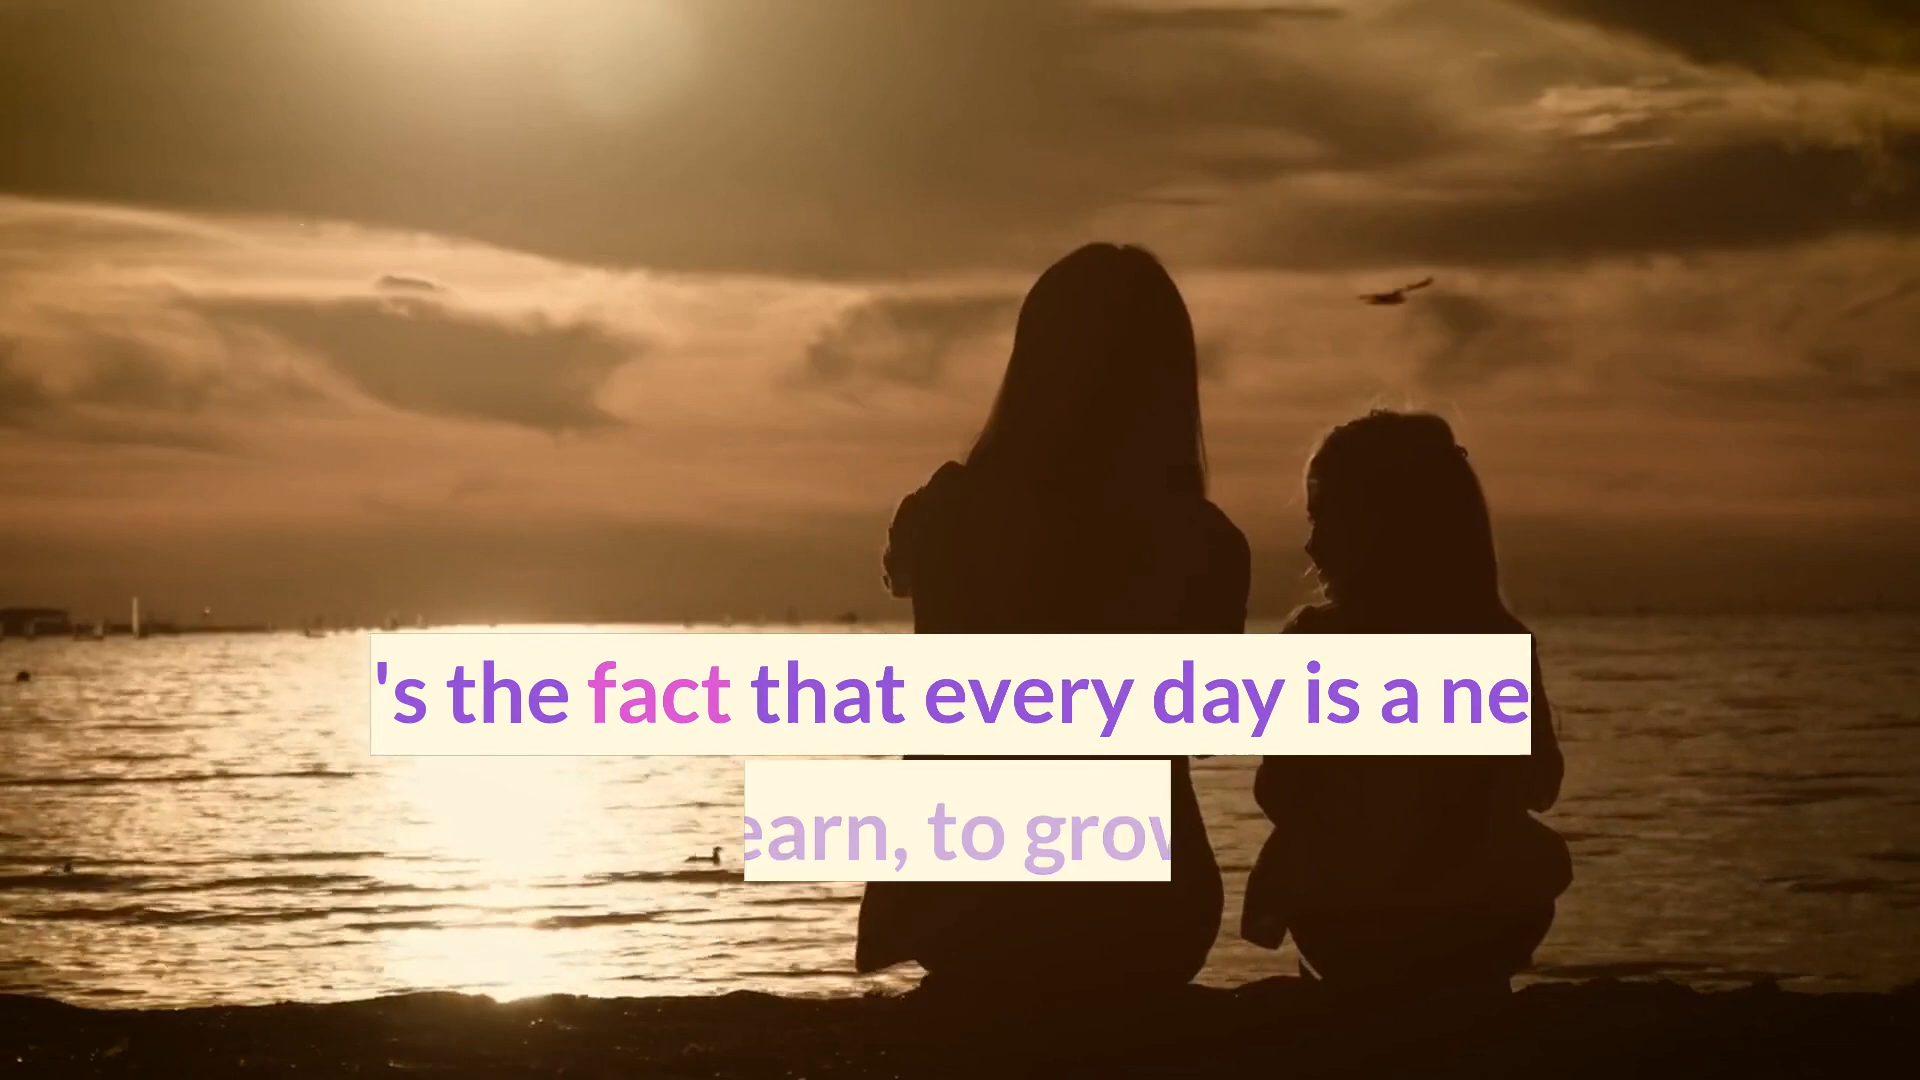 's the fact that every day is a ne
earn, to grov